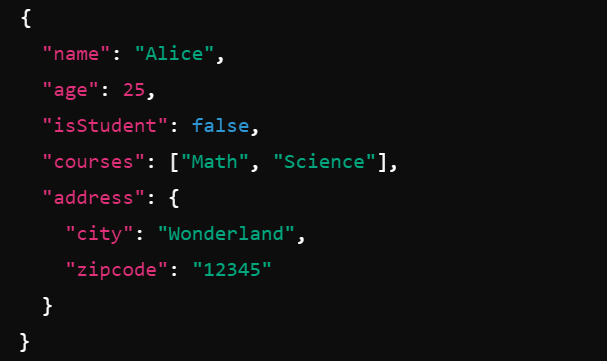 {
  "name": "Alice",
  "age": 25,
  "isStudent": false,
  "courses": ["Math", "Science"],
  "address": {
    "city": "Wonderland",
    "zipcode": "12345"
  }
}